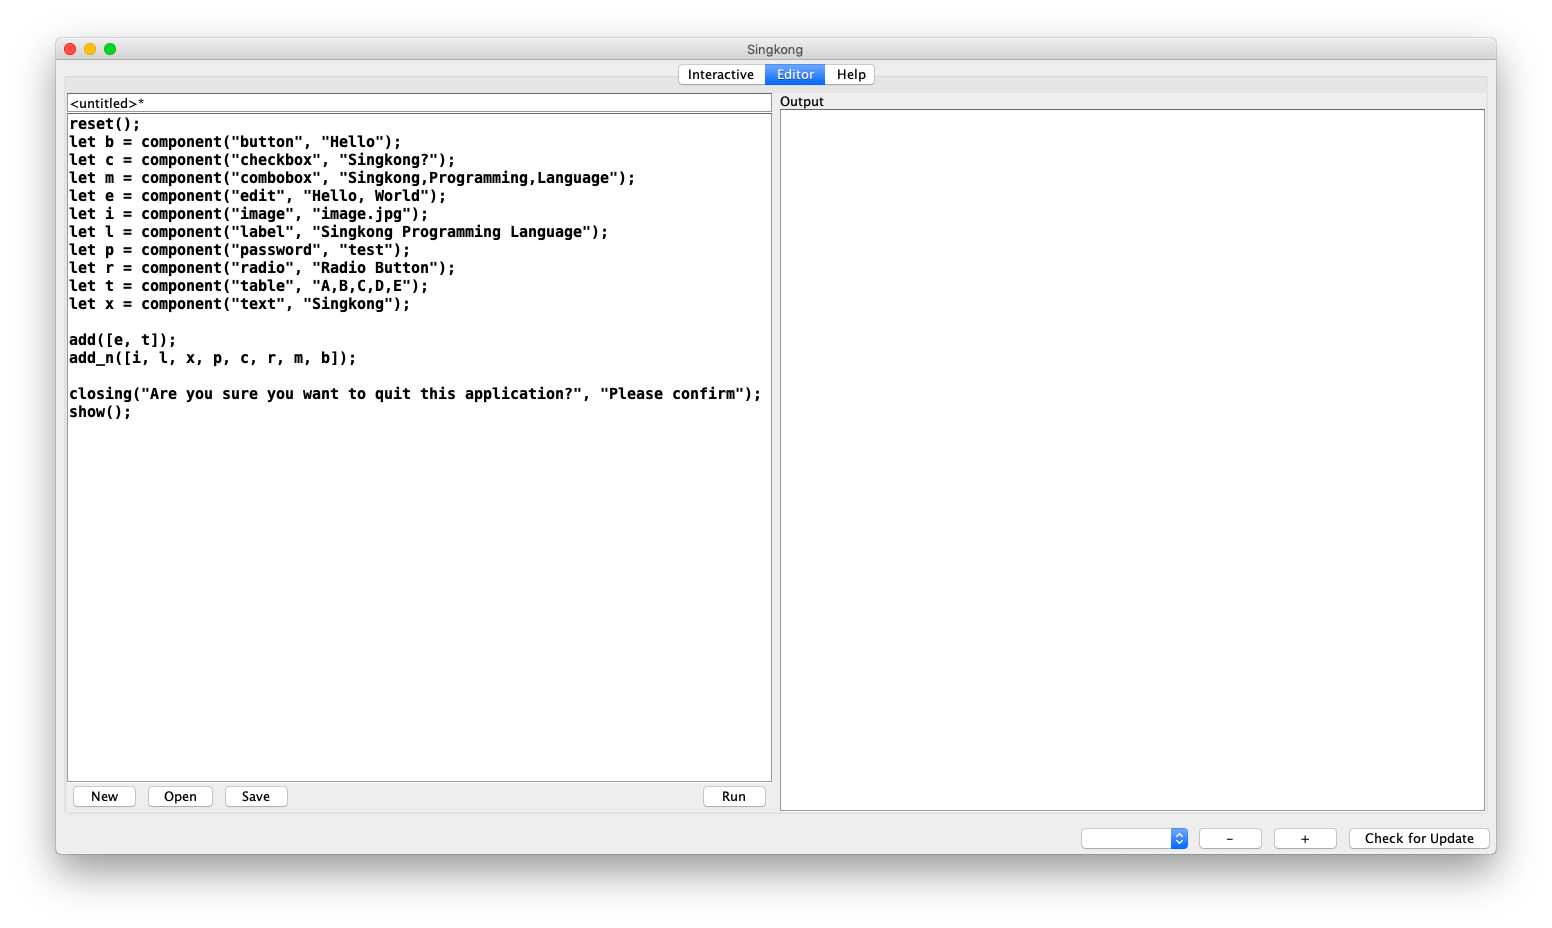 Singkong
Interactive Editor Help
<untitled>*
reset();
let b = component("button", "Hello");
let c = component("checkbox", "Singkong?");
let m = component("combobox", "Singkong,Programming,Language");
let e = component("edit", "Hello, World");
let i = component("image", "image.jpg");
let l = component("label", "Singkong Programming Language");
let p = component("password", "test");
let r = component("radio", "Radio Button");
let t = component("table", "A,B,C,D,E");
let x = component("text", "Singkong");
add([e, t]);
add_n([i, l, x, p, c, r, m, b]);
closing("Are you sure you want to quit this application?", "Please confirm");
show();
New Open Save Run
Output
- + Check for Update